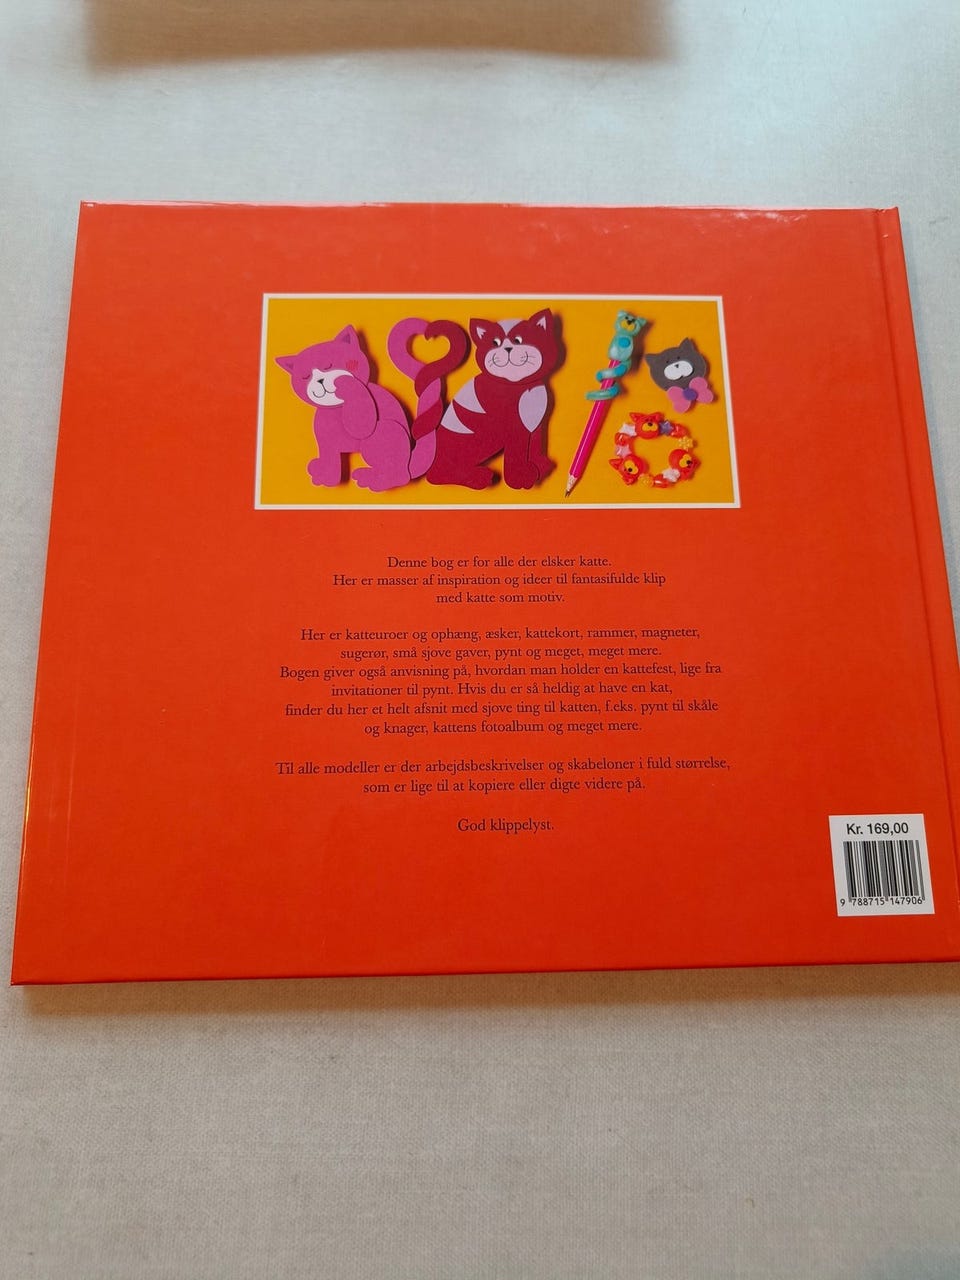 Denne bog er for alle der elsker katte.
Her er masser af inspiration og ideer til fantasifulde klip
med katte som motiv.
Her er katteuroer og ophæng, æsker, kattekort, rammer, magneter,
sugerør, små sjove gaver, pynt og meget, meget mere.
Bogen giver også anvisning på, hvordan man holder en kattefest, lige fra
invitationer til pynt. Hvis du er så heldig at have en kat,
finder du her et helt afsnit med sjove ting til katten, f.eks. pynt til skåle
og knager, kattens fotoalbum og meget mere.
Til alle modeller er der arbejdsbeskrivelser og skabeloner i fuld størrelse,
som er lige til at kopiere eller digte videre på.
God klippelyst.
Kr. 169,00
9 788715 147906